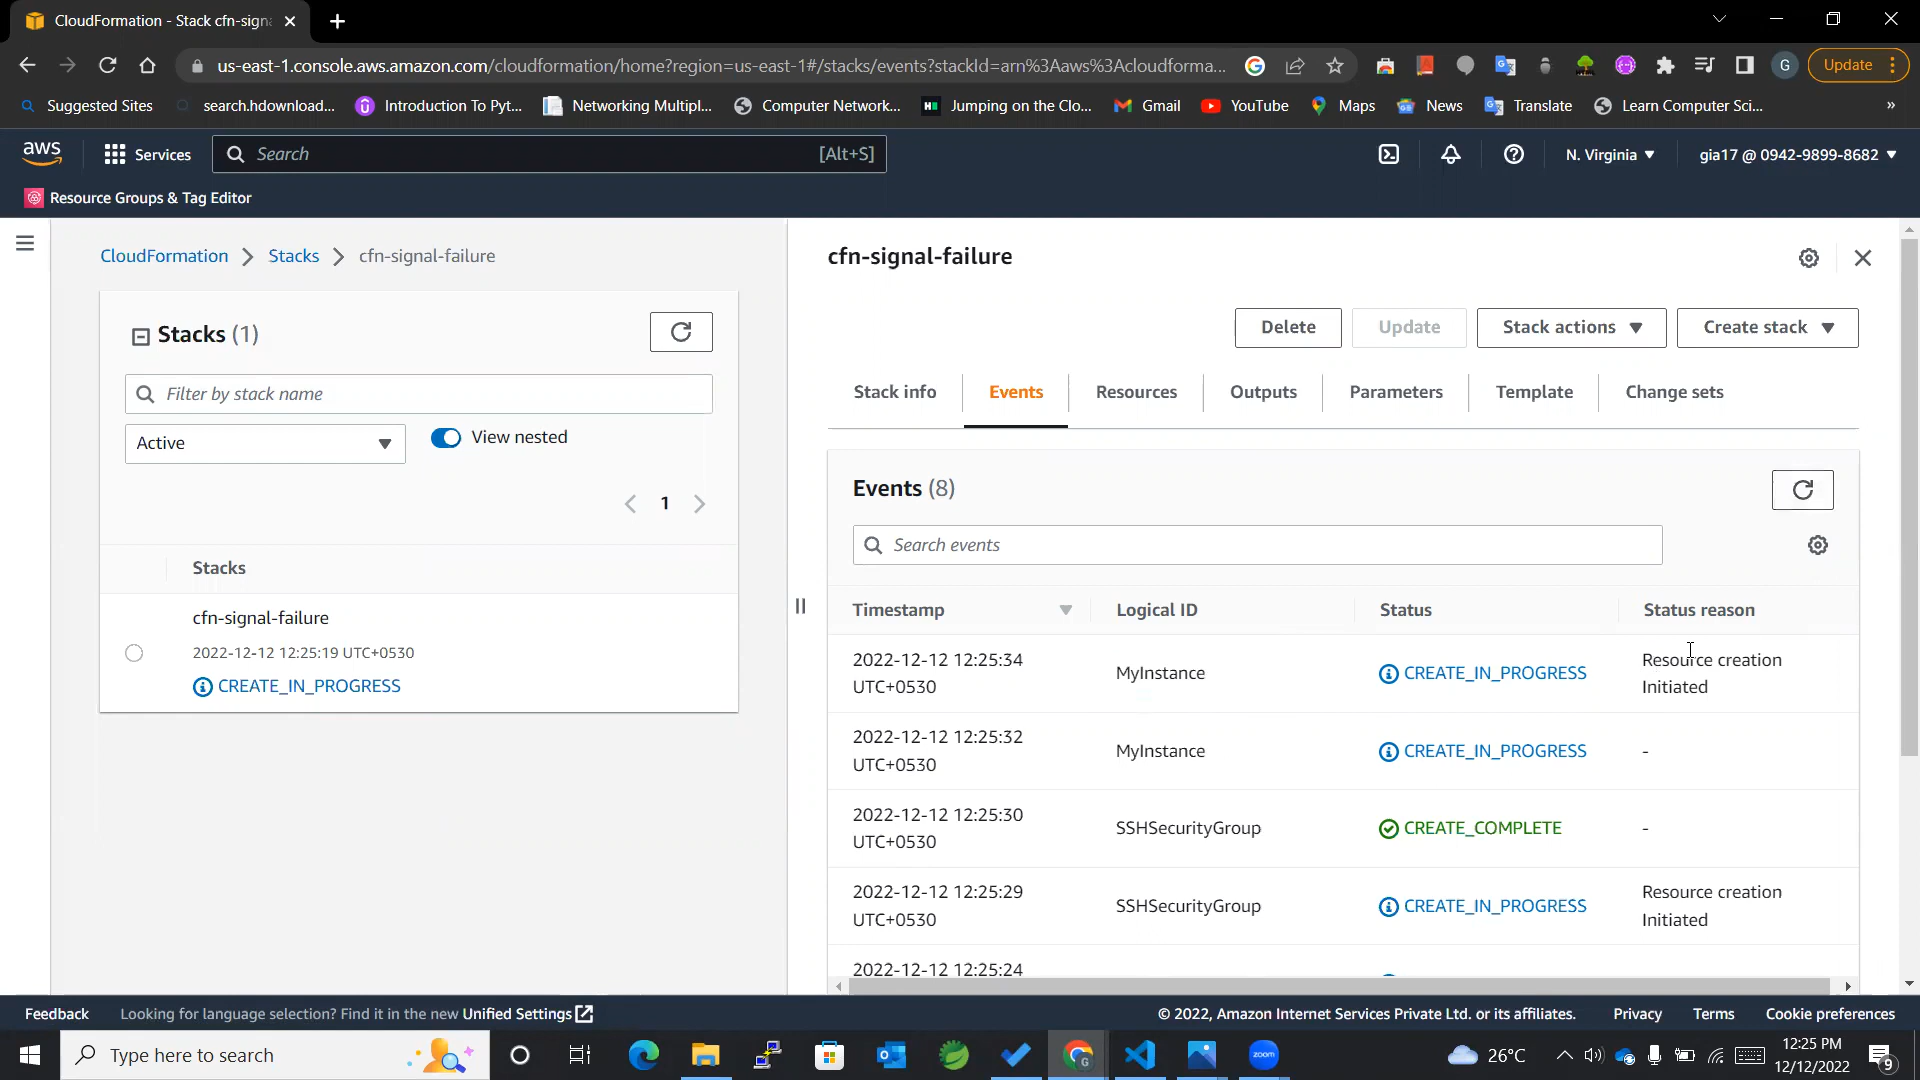 CloudFormation - Stack cfn-signa
us-east-1.console.aws.amazon.com/cloudformation/home?region=us-east-1#/stacks/events?stackId=arn%3Aaws%3Acloudforma...
G
Update
Suggested Sites
search.hdownload...
Introduction To Pyt...
Networking Multipl...
Computer Network...
Jumping on the Clo...
Gmail
YouTube
Maps
News
Translate
Learn Computer Sci...
»
aws
Services
Search
[Alt+S]
N. Virginia
gia17 @ 0942-9899-8682
Resource Groups & Tag Editor
CloudFormation
Stacks
cfn-signal-failure
Stacks (1)
Filter by stack name
Active
View nested
1
Stacks
cfn-signal-failure
2022-12-12 12:25:19 UTC+0530
CREATE_IN_PROGRESS
cfn-signal-failure
Delete
Update
Stack actions
Create stack
Stack info
Events
Resources
Outputs
Parameters
Template
Change sets
Events (8)
Search events
Timestamp
Logical ID
Status
Status reason
2022-12-12 12:25:34
UTC+0530
MyInstance
CREATE_IN_PROGRESS
Resource creation
Initiated
2022-12-12 12:25:32
UTC+0530
MyInstance
CREATE_IN_PROGRESS
-
2022-12-12 12:25:30
UTC+0530
SSHSecurityGroup
CREATE_COMPLETE
-
2022-12-12 12:25:29
UTC+0530
SSHSecurityGroup
CREATE_IN_PROGRESS
Resource creation
Initiated
2022-12-12 12:25:24
Feedback
Looking for language selection? Find it in the new Unified Settings
© 2022, Amazon Internet Services Private Ltd. or its affiliates.
Privacy
Terms
Cookie preferences
Type here to search
zoom
26°C
12:25 PM
12/12/2022
9